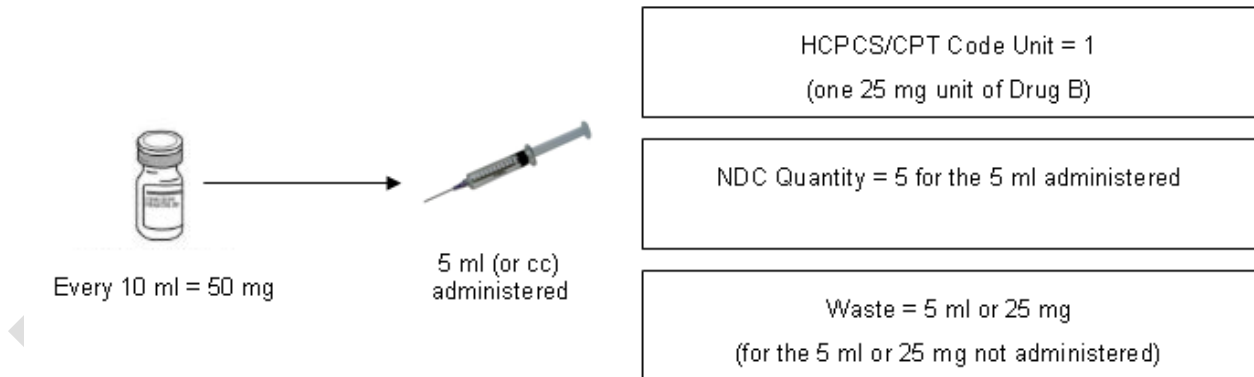 HCPCS/CPT Code Unit = 1
(one 25 mg unit of Drug B)
NDC Quantity = 5 for the 5 ml administered
Every 10 ml = 50 mg
5 ml (or cc)
administered
Waste = 5 ml or 25 mg
(for the 5 ml or 25 mg not administered)